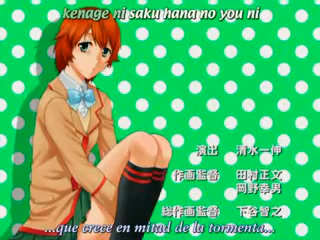 kenage ni saku hana no you ni
演出 清水一伸
作画監督 田村正文
岡野幸男
総作画監督 下谷智之
...que crece en mitad de la tormenta...